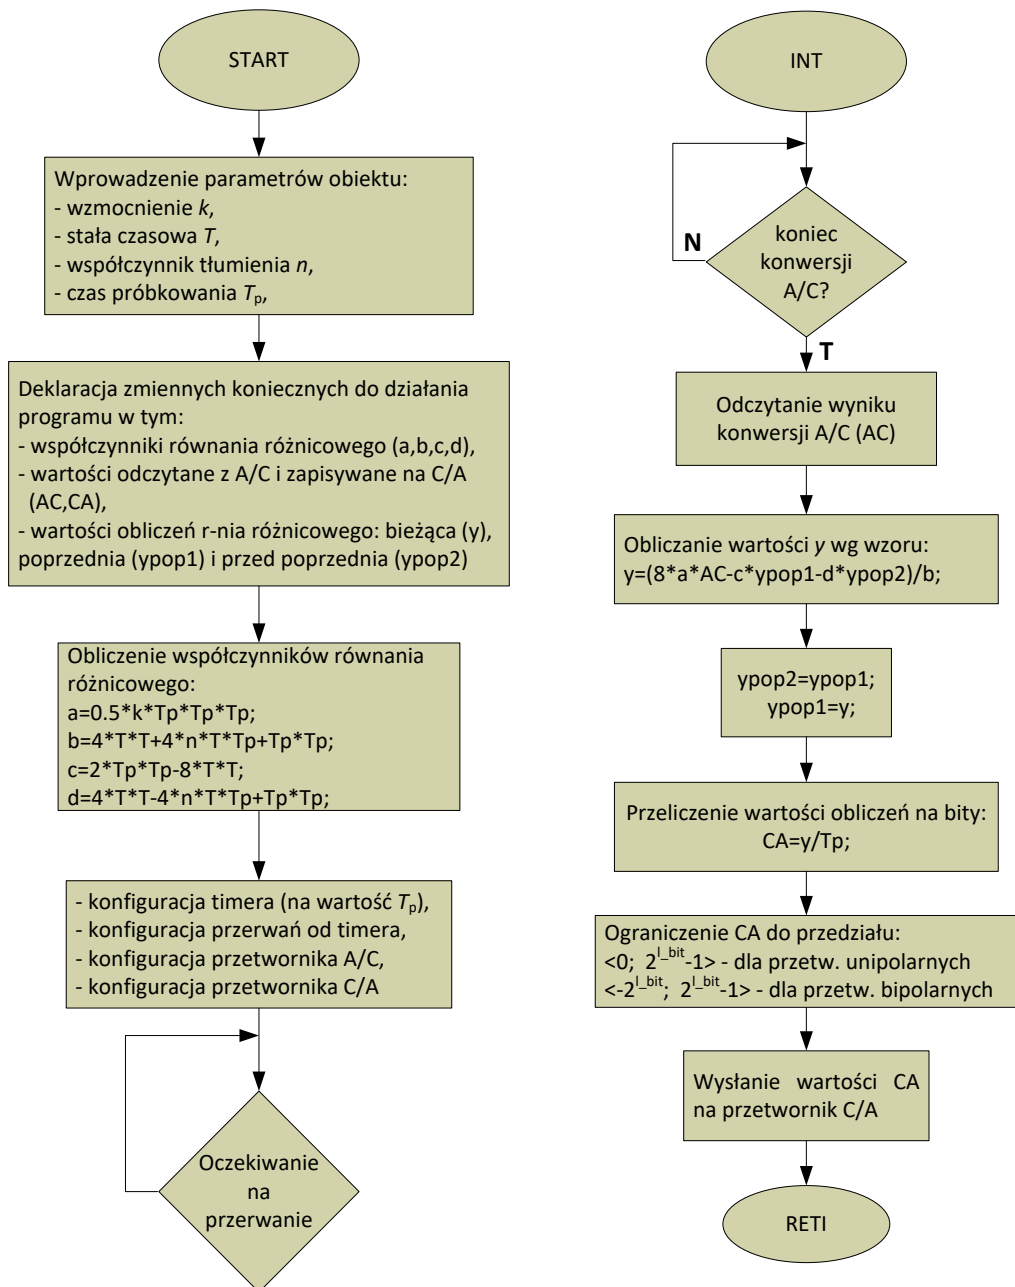 START
Wprowadzenie parametrów obiektu:
- wzmocnienie k,
- stała czasowa T,
- współczynnik tłumienia n,
- czas próbkowania Tp,
Deklaracja zmiennych koniecznych do działania
programu w tym:
- współczynniki równania różnicowego (a,b,c,d),
- wartości odczytane z A/C i zapisywane na C/A
(AC,CA),
- wartości obliczeń r-nia różnicowego: bieżąca (y),
poprzednia (ypop1) i przed poprzednia (ypop2)
Obliczenie współczynników równania
różnicowego:
a=0.5*k*Tp*Tp*Tp;
b=4*T*T+4*n*T*Tp+Tp*Tp;
c=2*Tp*Tp-8*T*T;
d=4*T*T-4*n*T*Tp+Tp*Tp;
- konfiguracja timera (na wartość Tp),
- konfiguracja przerwań od timera,
- konfiguracja przetwornika A/C,
- konfiguracja przetwornika C/A
Oczekiwanie
na
przerwanie
INT
N
koniec
konwersji
A/C?
T
Odczytanie wyniku
konwersji A/C (AC)
Obliczanie wartości y wg wzoru:
y=(8*a*AC-c*ypop1-d*ypop2)/b;
ypop2=ypop1;
ypop1=y;
Przeliczenie wartości obliczeń na bity:
CA=y/Tp;
Ograniczenie CA do przedziału:
<0; 2^l_bit-1> - dla przetw. unipolarnych
<-2^l_bit; 2^l_bit-1> - dla przetw. bipolarnych
Wysłanie wartości CA
na przetwornik C/A
RETI